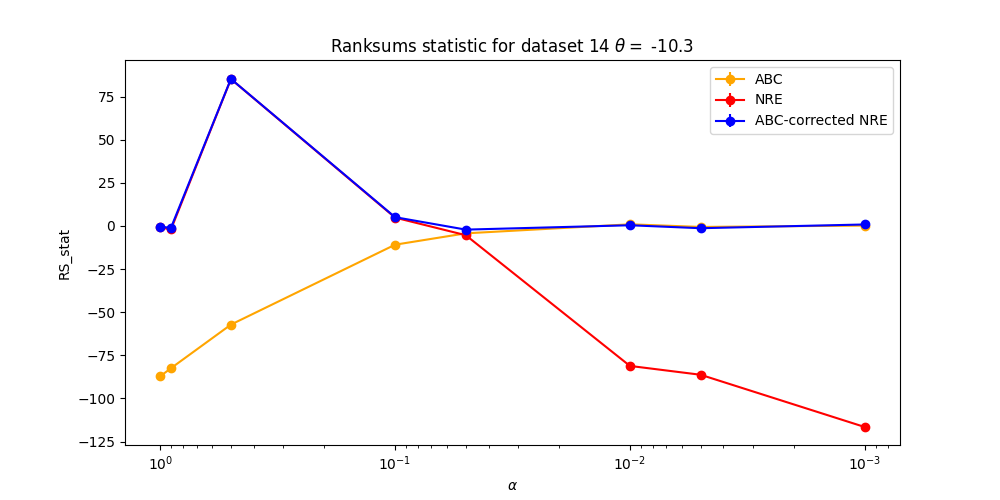 Ranksums statistic for dataset 14 θ = -10.3
ABC
NRE
ABC-corrected NRE
RS_stat
75
50
25
0
−25
−50
−75
−100
−125
10⁰
10⁻¹
10⁻²
10⁻³
α